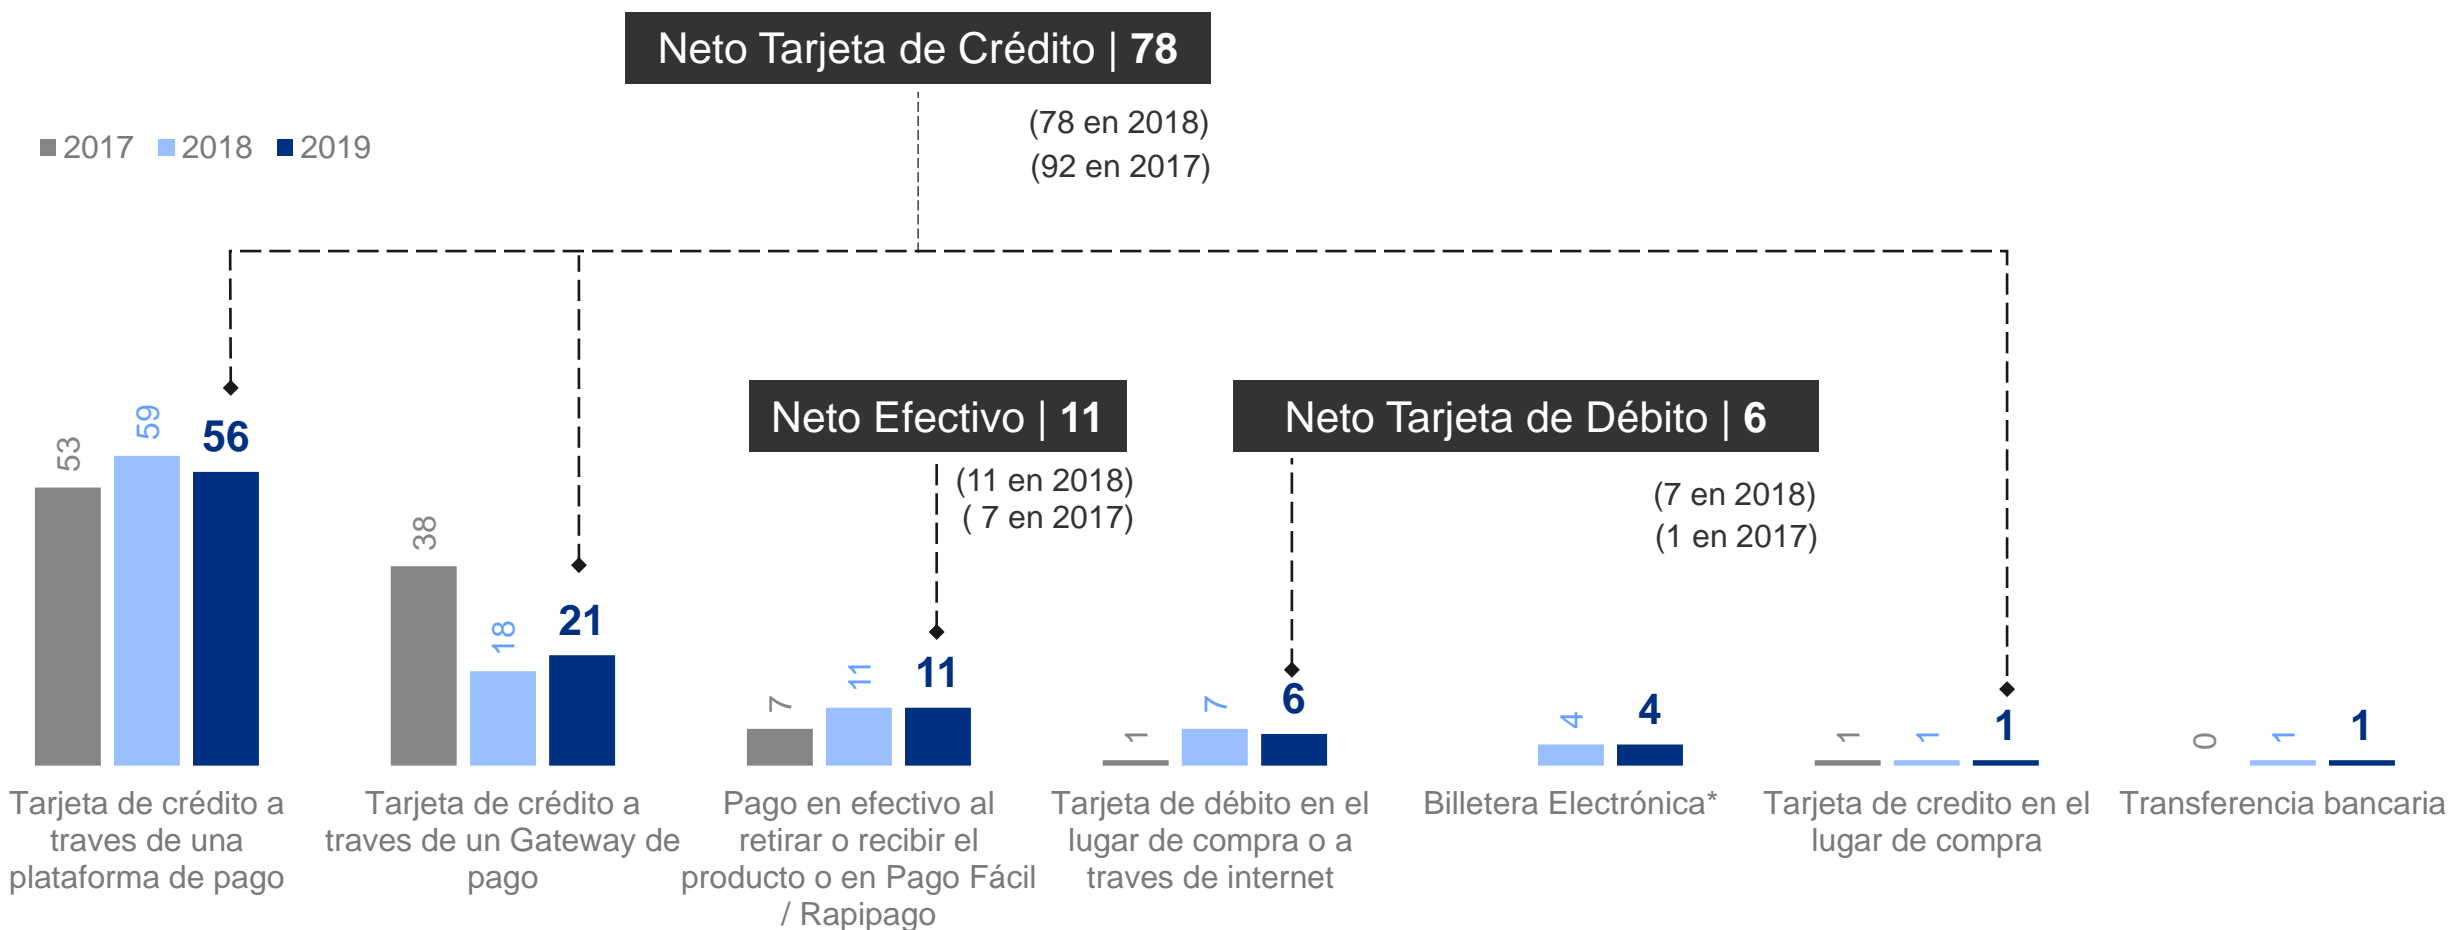 Neto Tarjeta de Crédito | 78
(78 en 2018)
(92 en 2017)
2017 2018 2019
Neto Efectivo | 11
(11 en 2018)
( 7 en 2017)
Neto Tarjeta de Débito | 6
(7 en 2018)
(1 en 2017)
53 59 56
38 18 21
7 11 11
1 7 6
4 4
1 1 1
0 1 1
Tarjeta de crédito a
traves de una
plataforma de pago
Tarjeta de crédito a
traves de un Gateway de
pago
Pago en efectivo al
retirar o recibir el
producto o en Pago Fácil
/ Rapipago
Tarjeta de débito en el
lugar de compra o a
traves de internet
Billetera Electrónica*
Tarjeta de credito en el
lugar de compra
Transferencia bancaria